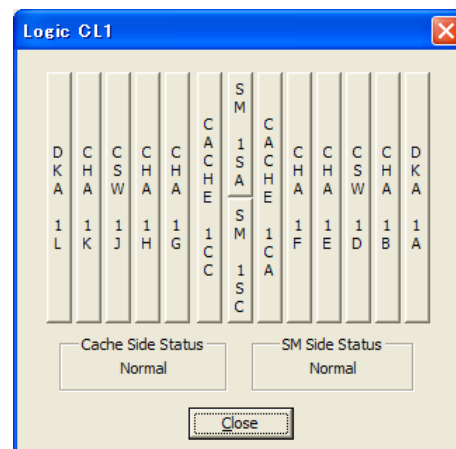 Logic CL1
DKA 1L
CHA 1K
CSW 1J
CHA 1H
CHA 1G
CACHE 1CC
SM 1SA
SM 1SC
CACHE 1CA
CHA 1F
CHA 1E
CSW 1D
CHA 1B
DKA 1A
Cache Side Status
Normal
SM Side Status
Normal
Close